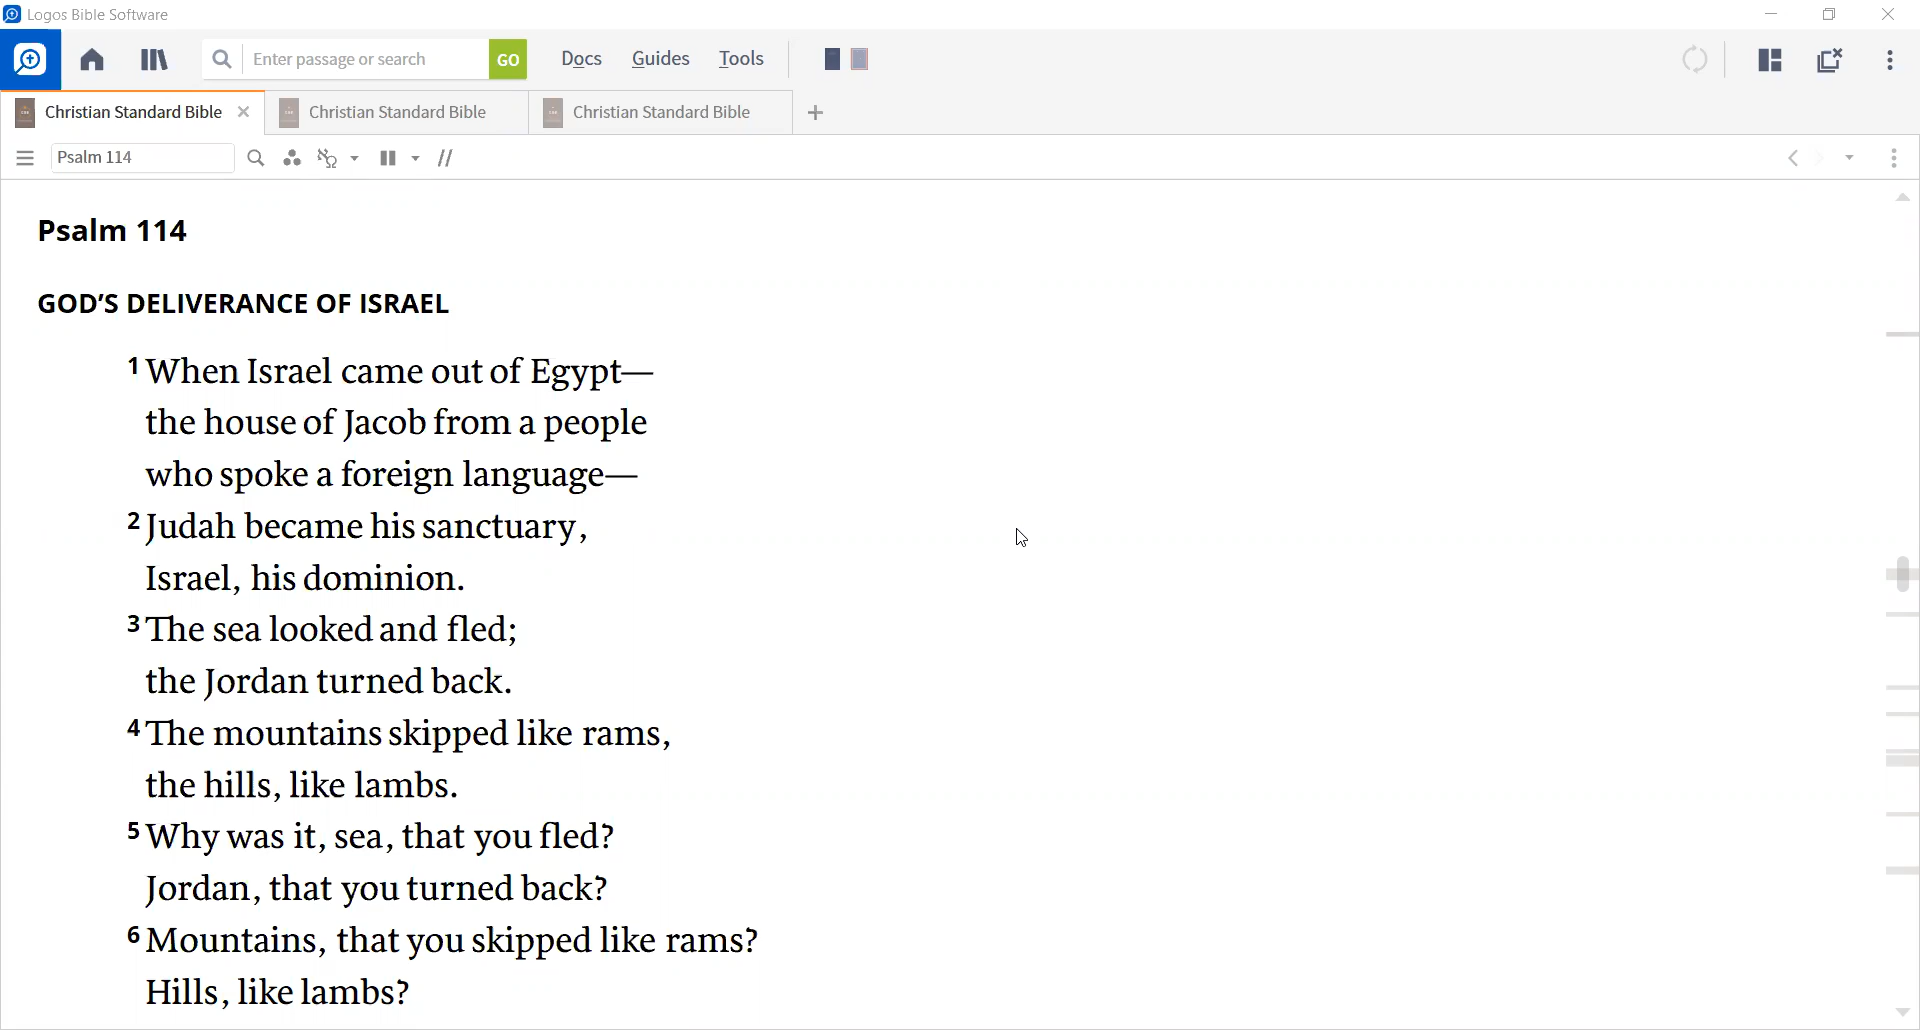 Logos Bible Software
Enter passage or search
GO
Docs
Guides
Tools
Christian Standard Bible
Christian Standard Bible
Christian Standard Bible
Psalm 114
Psalm 114
GOD’S DELIVERANCE OF ISRAEL
1 When Israel came out of Egypt—
the house of Jacob from a people
who spoke a foreign language—
2 Judah became his sanctuary,
Israel, his dominion.
3 The sea looked and fled;
the Jordan turned back.
4 The mountains skipped like rams,
the hills, like lambs.
5 Why was it, sea, that you fled?
Jordan, that you turned back?
6 Mountains, that you skipped like rams?
Hills, like lambs?